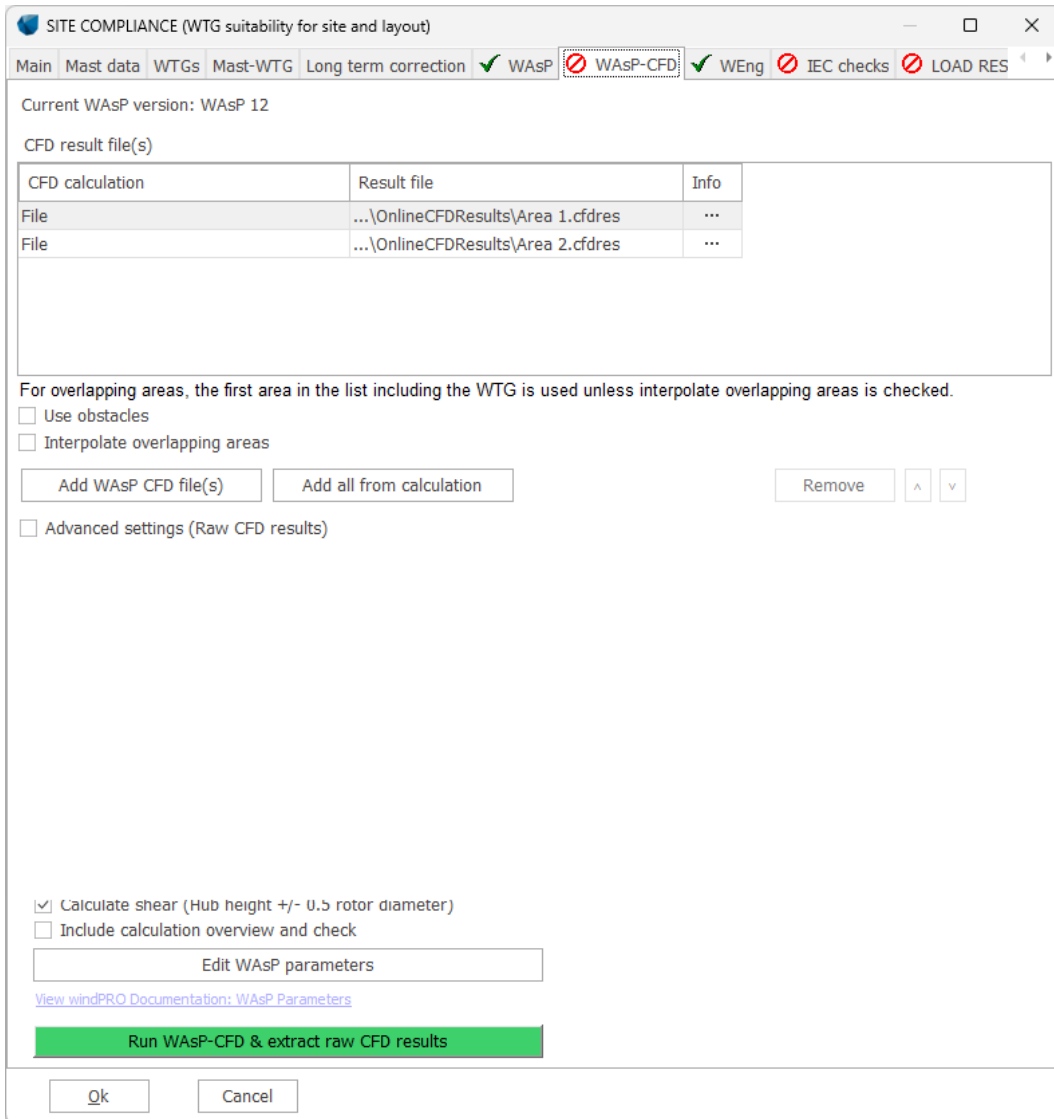 SITE COMPLIANCE (WTG suitability for site and layout)
Main Mast data WTGs Mast-WTG Long term correction WAsP WAsP-CFD WEng IEC checks LOAD RES
Current WAsP version: WAsP 12
CFD result file(s)
CFD calculation Result file Info
File ...\OnlineCFDResults\Area 1.cfdres ...
File ...\OnlineCFDResults\Area 2.cfdres ...
For overlapping areas, the first area in the list including the WTG is used unless interpolate overlapping areas is checked.
Use obstacles
Interpolate overlapping areas
Add WAsP CFD file(s) Add all from calculation Remove
Advanced settings (Raw CFD results)
Calculate shear (Hub height +/- 0.5 rotor diameter)
Include calculation overview and check
Edit WAsP parameters
View windPRO Documentation: WAsP Parameters
Run WAsP-CFD & extract raw CFD results
Ok Cancel